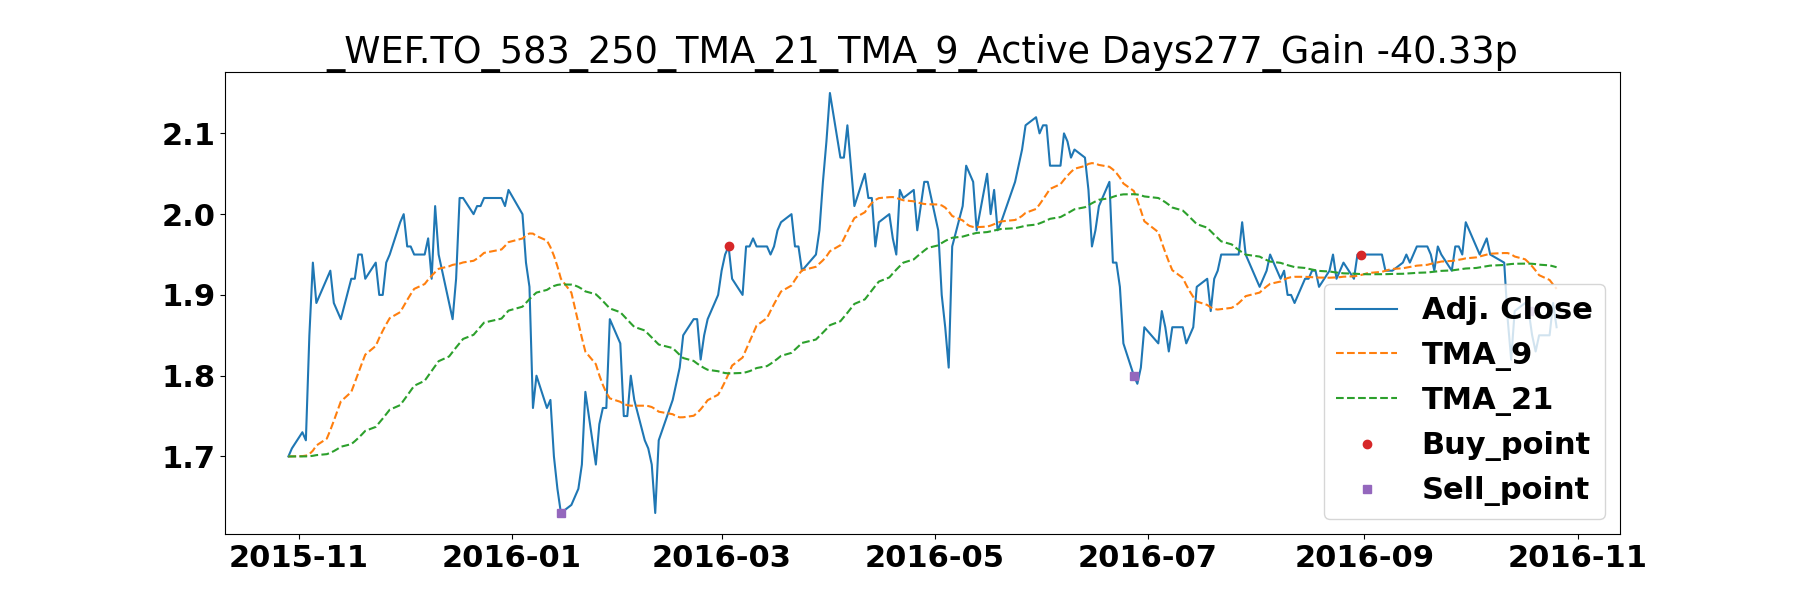 _WEF.TO_583_250_TMA_21_TMA_9_Active Days277_Gain -40.33p
2.1
2.0
1.9
1.8
1.7
Adj. Close
TMA_9
TMA_21
Buy_point
Sell_point
2015-11 2016-01 2016-03 2016-05 2016-07 2016-09 2016-11